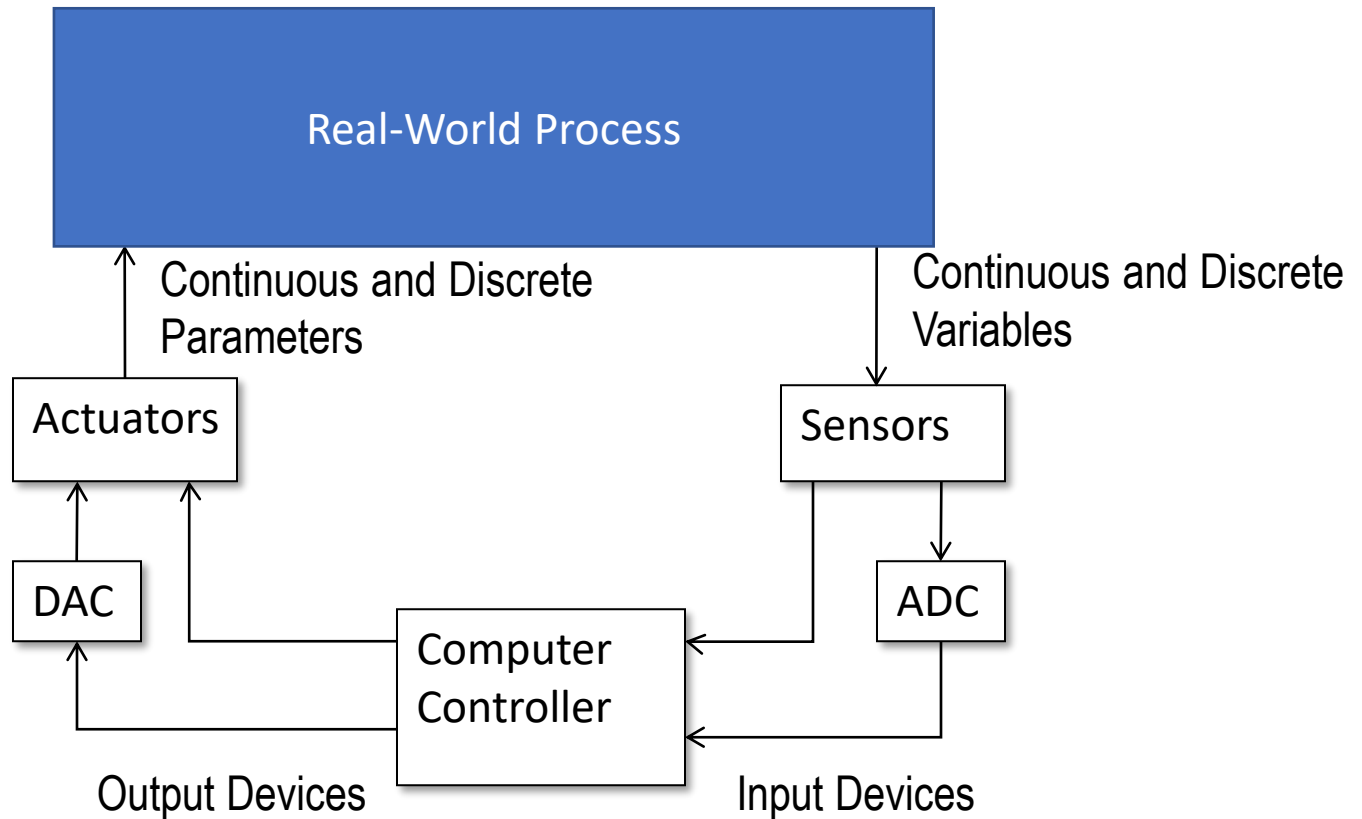 Real-World Process
Continuous and Discrete
Parameters
Continuous and Discrete
Variables
Actuators
Sensors
DAC
ADC
Computer
Controller
Output Devices
Input Devices